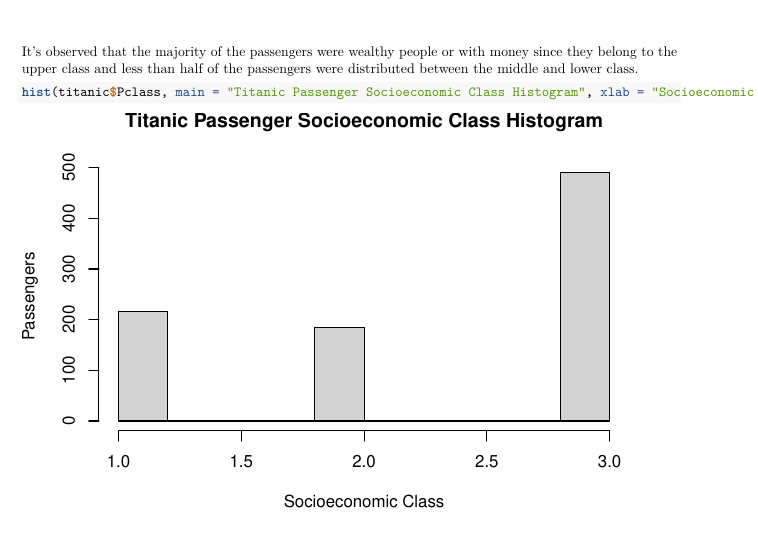 It's observed that the majority of the passengers were wealthy people or with money since they belong to the
upper class and less than half of the passengers were distributed between the middle and lower class.
hist(titanic$Pclass, main = "Titanic Passenger Socioeconomic Class Histogram", xlab = "Socioeconomic
Titanic Passenger Socioeconomic Class Histogram
500
400
300
200
100
0
Passengers
1.0 1.5 2.0 2.5 3.0
Socioeconomic Class